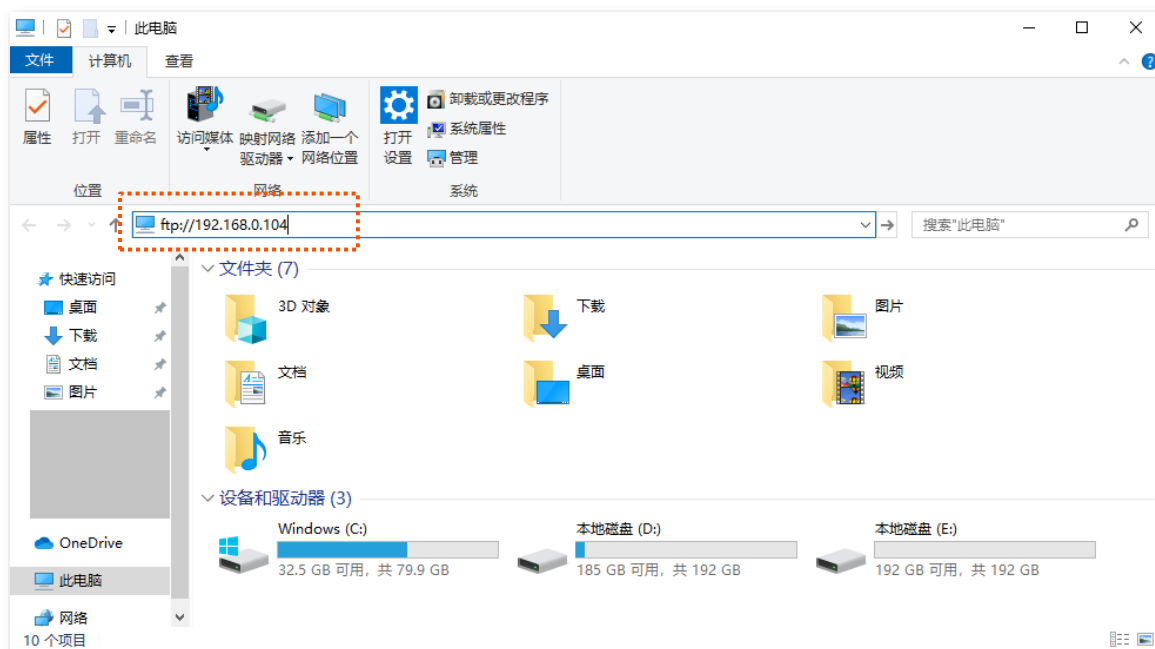 此电脑
文件 计算机 查看
属性 打开 重命名 访问媒体 映射网络驱动器 添加一个网络位置 打开设置 卸载或更改程序
系统属性
管理
位置 网络 系统
ftp://192.168.0.104 搜索"此电脑"
快速访问
桌面
下载
文档
图片
OneDrive
此电脑
网络
文件夹 (7)
3D 对象 下载 图片
文档 桌面 视频
音乐
设备和驱动器 (3)
Windows (C:) 本地磁盘 (D:) 本地磁盘 (E:)
32.5 GB 可用, 共 79.9 GB 185 GB 可用, 共 192 GB 192 GB 可用, 共 192 GB
10 个项目